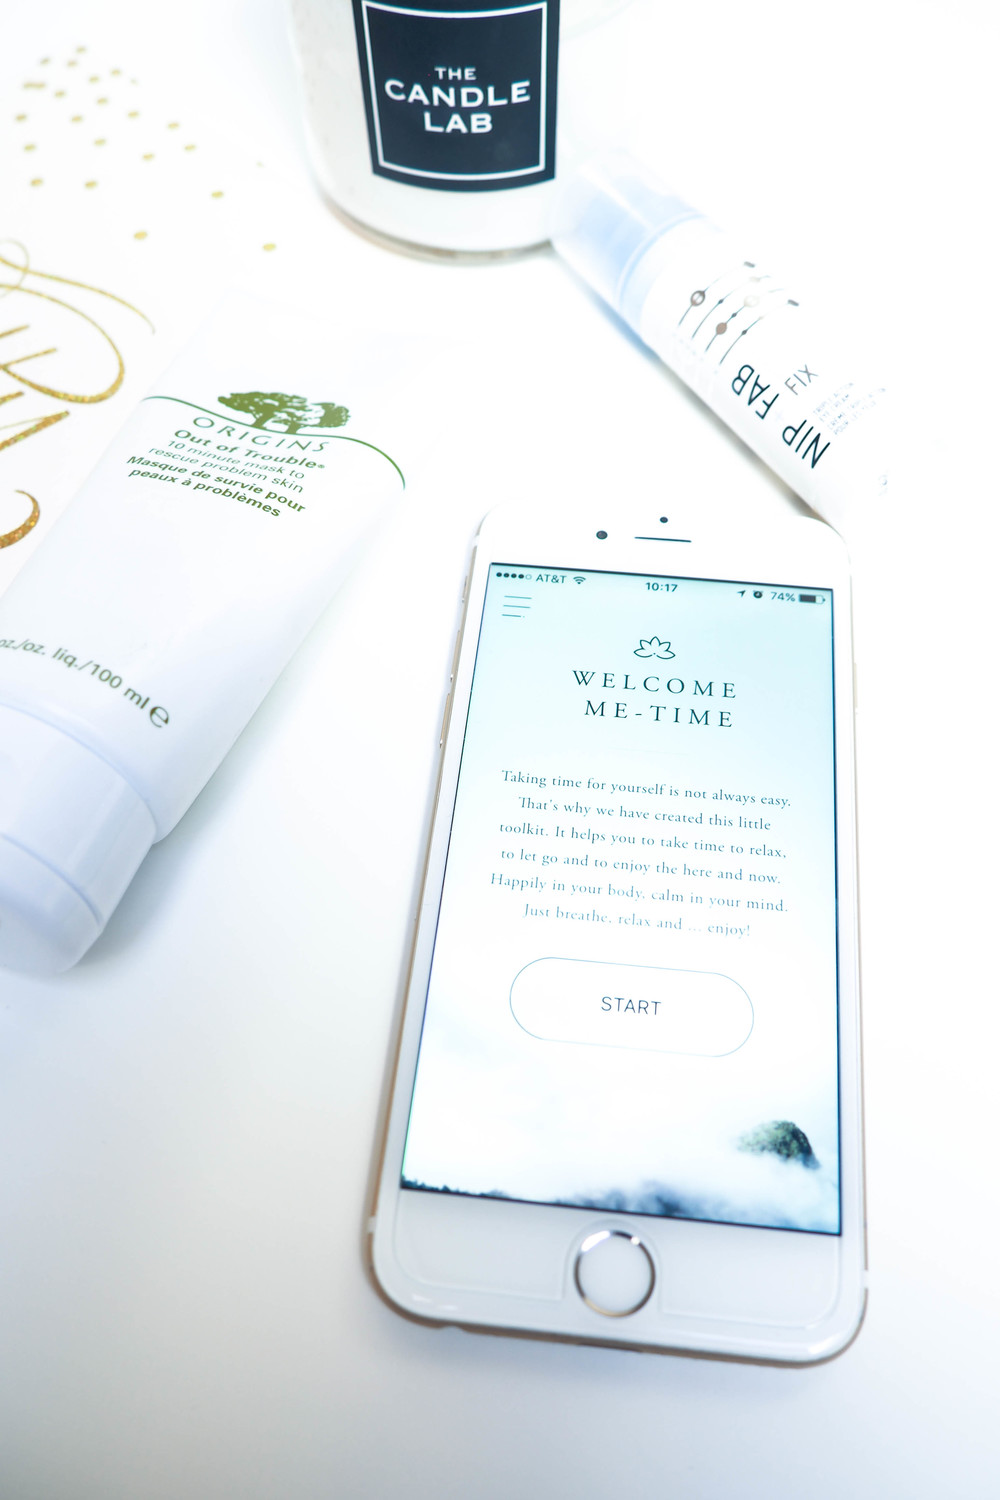 THE
CANDLE
LAB
NIP FAB
FIX
ORIGINS
Out of Trouble®
10 minute mask to
rescue problem skin
Masque de survie pour
peaux à problèmes
oz./oz. liq./100 ml e
AT&T 10:17 74%
WELCOME
ME-TIME
Taking time for yourself is not always easy.
That's why we have created this little
toolkit. It helps you to take time to relax,
to let go and to enjoy the here and now.
Happily in your body, calm in your mind.
Just breathe, relax and ... enjoy!
START